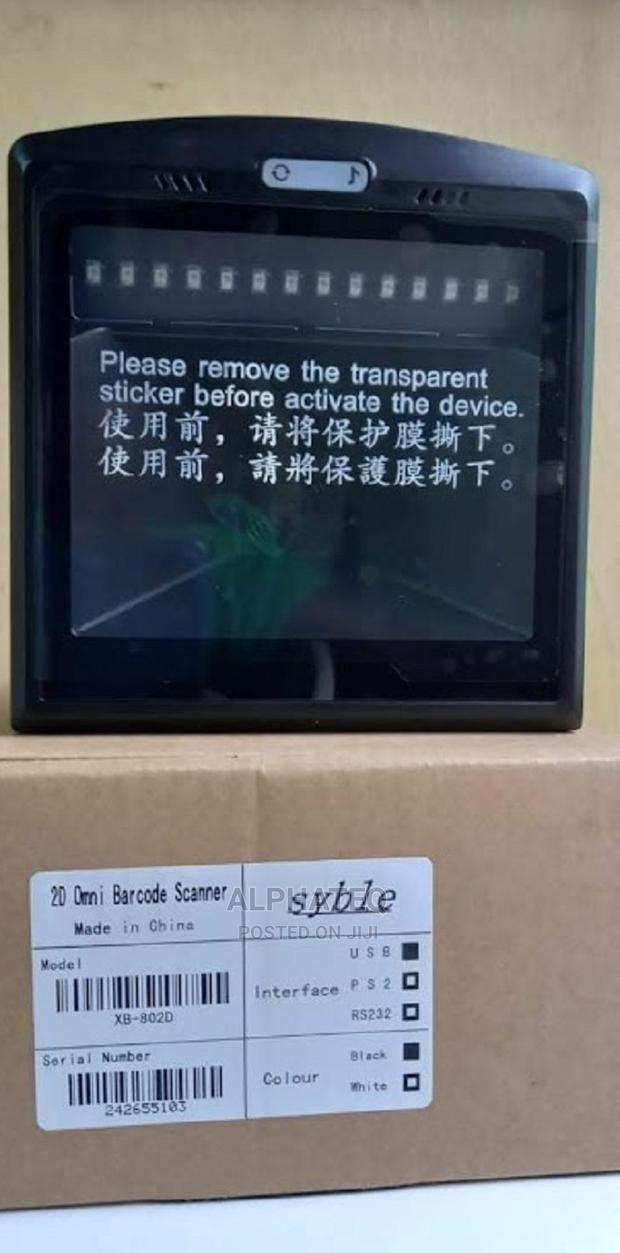 Please remove the transparent
sticker before activate the device.
使用前，请将保护膜撕下。
使用前，請將保護膜撕下。
2D Omni Barcode Scanner
Made in China
syble
ALPHATEQ
POSTED ON JIJI
Model
XB-802D
Serial Number
242655103
Interface
USB
PS2
RS232
Colour
Black
White